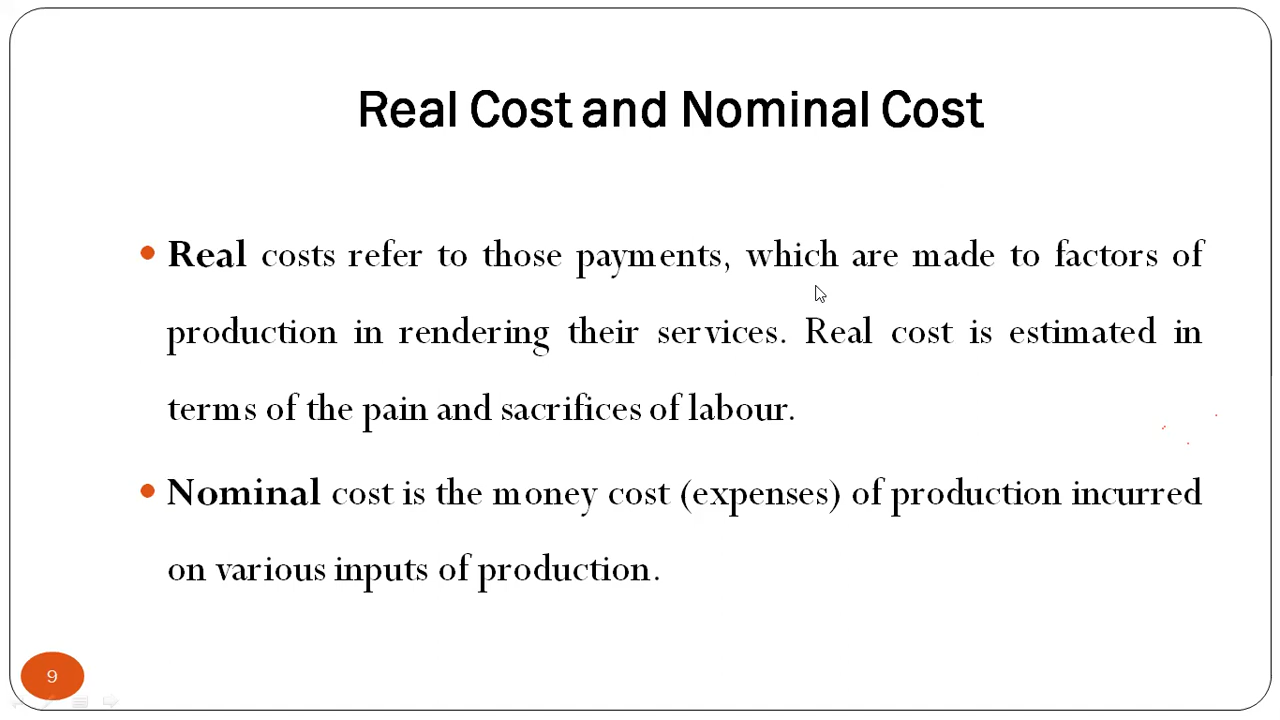 Real Cost and Nominal Cost
Real costs refer to those payments, which are made to factors of
production in rendering their services. Real cost is estimated in
terms of the pain and sacrifices of labour.
Nominal cost is the money cost (expenses) of production incurred
on various inputs of production.
9